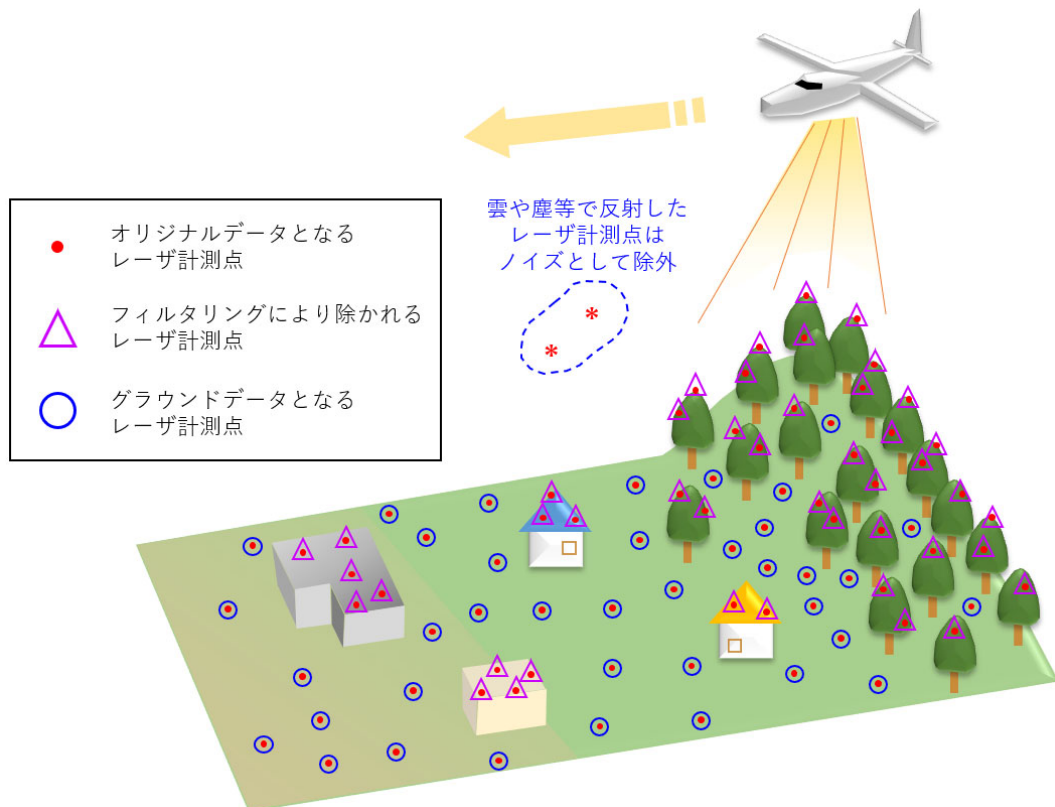 雲や塵等で反射した
レーザ計測点は
ノイズとして除外
オリジナルデータとなる
レーザ計測点
フィルタリングにより除かれる
レーザ計測点
グラウンドデータとなる
レーザ計測点